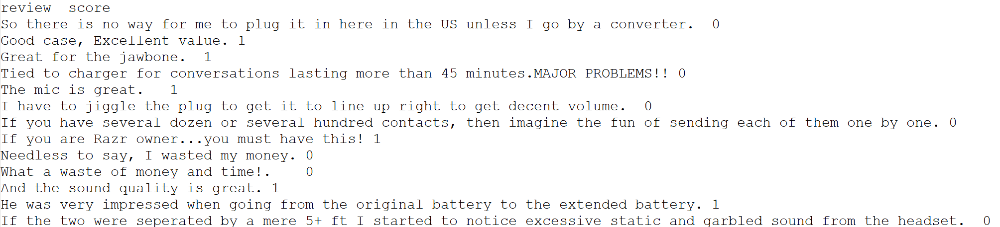 review	score
So there is no way for me to plug it in here in the US unless I go by a converter.	0
Good case, Excellent value.	1
Great for the jawbone.	1
Tied to charger for conversations lasting more than 45 minutes.MAJOR PROBLEMS!!	0
The mic is great.	1
I have to jiggle the plug to get it to line up right to get decent volume.	0
If you have several dozen or several hundred contacts, then imagine the fun of sending each of them one by one.	0
If you are Razr owner...you must have this!	1
Needless to say, I wasted my money.	0
What a waste of money and time!.	0
And the sound quality is great.	1
He was very impressed when going from the original battery to the extended battery.	1
If the two were seperated by a mere 5+ ft I started to notice excessive static and garbled sound from the headset.	0